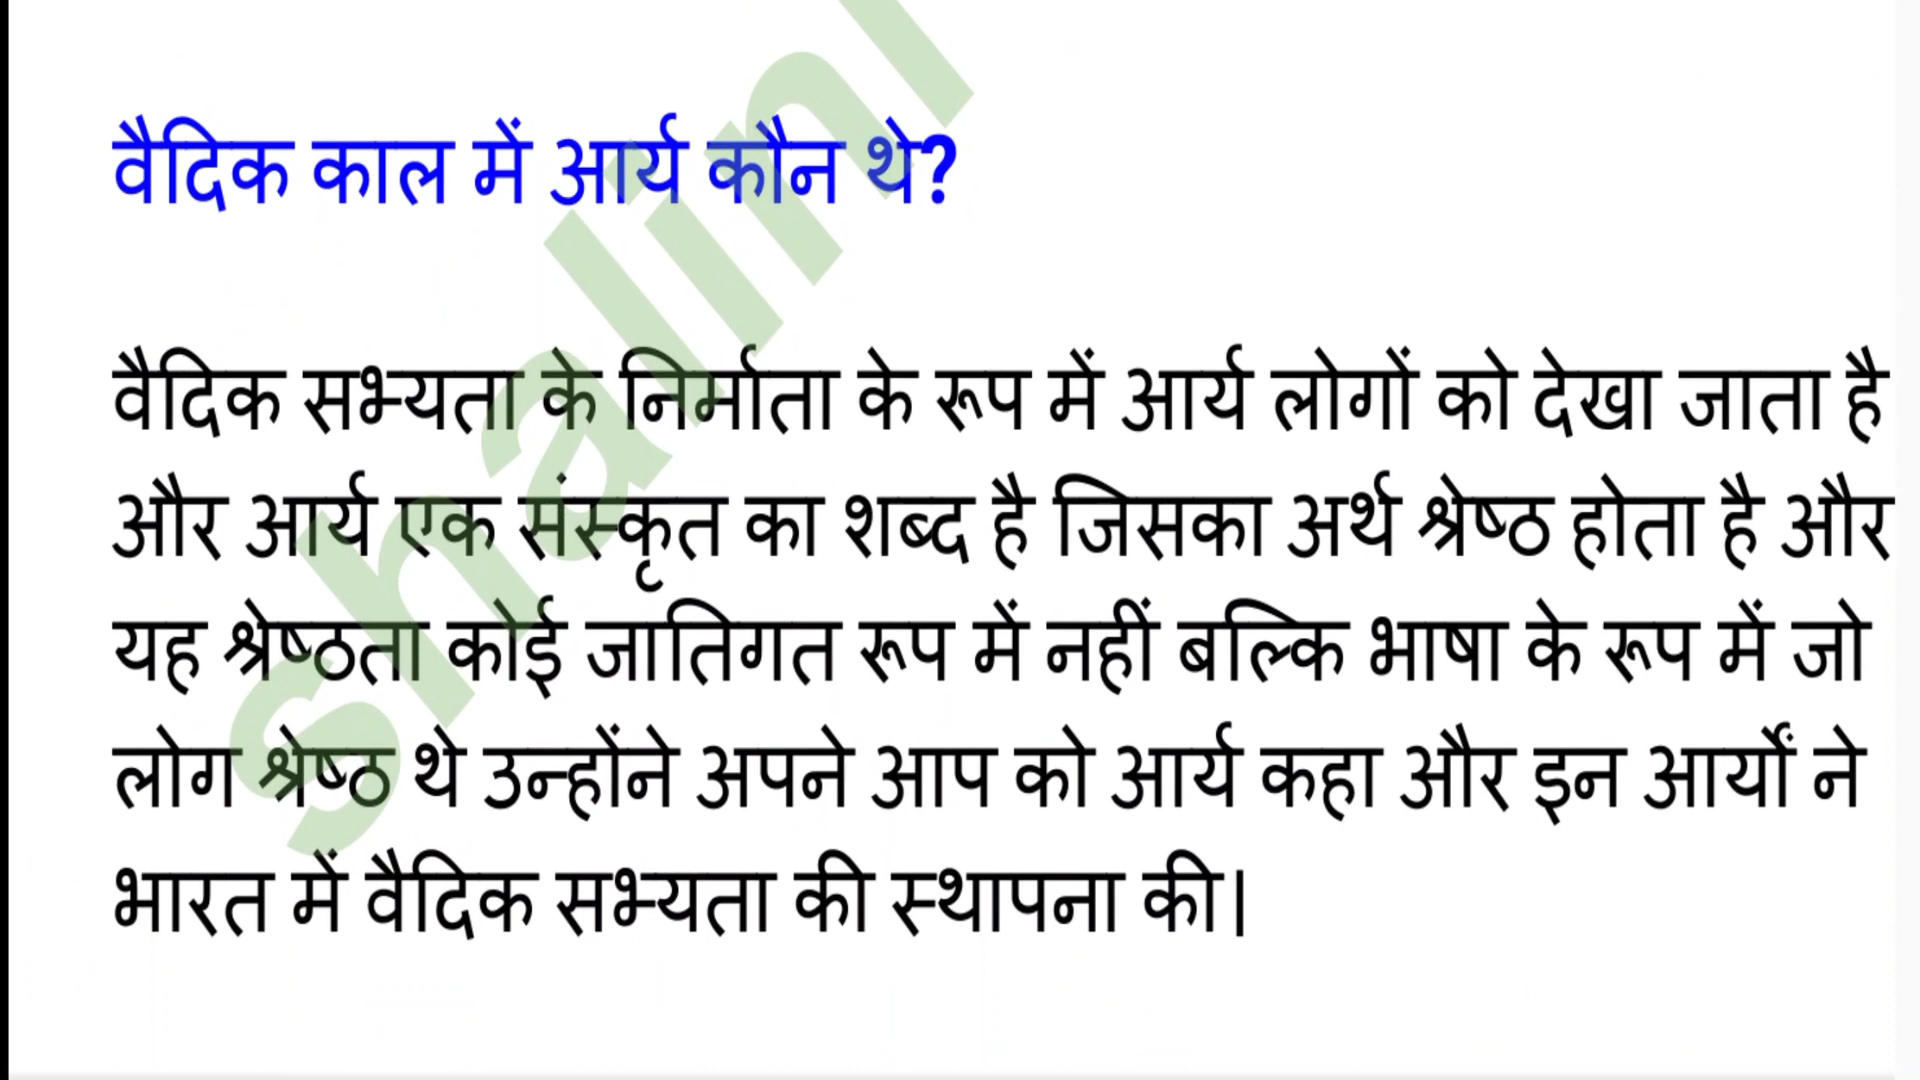 वैदिक काल में आर्य कौन थे?
वैदिक सभ्यता के निर्माता के रूप में आर्य लोगों को देखा जाता है
और आर्य एक संस्कृत का शब्द है जिसका अर्थ श्रेष्ठ होता है और
यह श्रेष्ठता कोई जातिगत रूप में नहीं बल्कि भाषा के रूप में जो
लोग श्रेष्ठ थे उन्होंने अपने आप को आर्य कहा और इन आर्यों ने
भारत में वैदिक सभ्यता की स्थापना की।
shalini